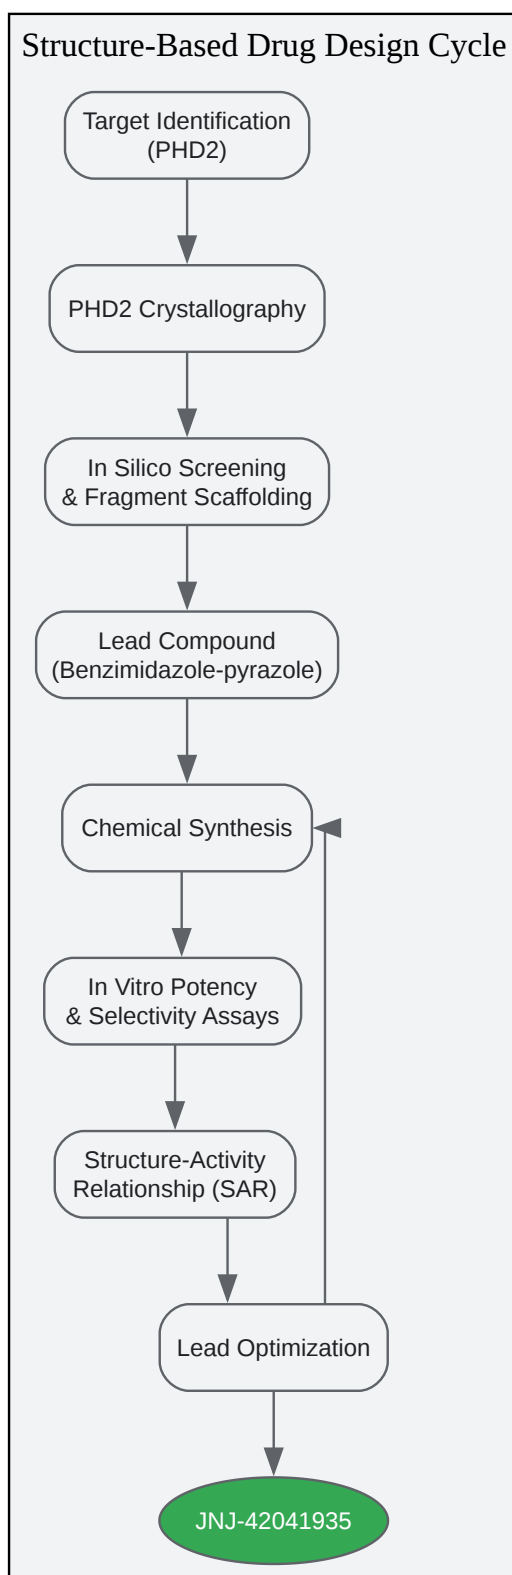 Structure-Based Drug Design Cycle
Target Identification
(PHD2)
PHD2 Crystallography
In Silico Screening
& Fragment Scaffolding
Lead Compound
(Benzimidazole-pyrazole)
Chemical Synthesis
In Vitro Potency
& Selectivity Assays
Structure-Activity
Relationship (SAR)
Lead Optimization
JNJ-42041935